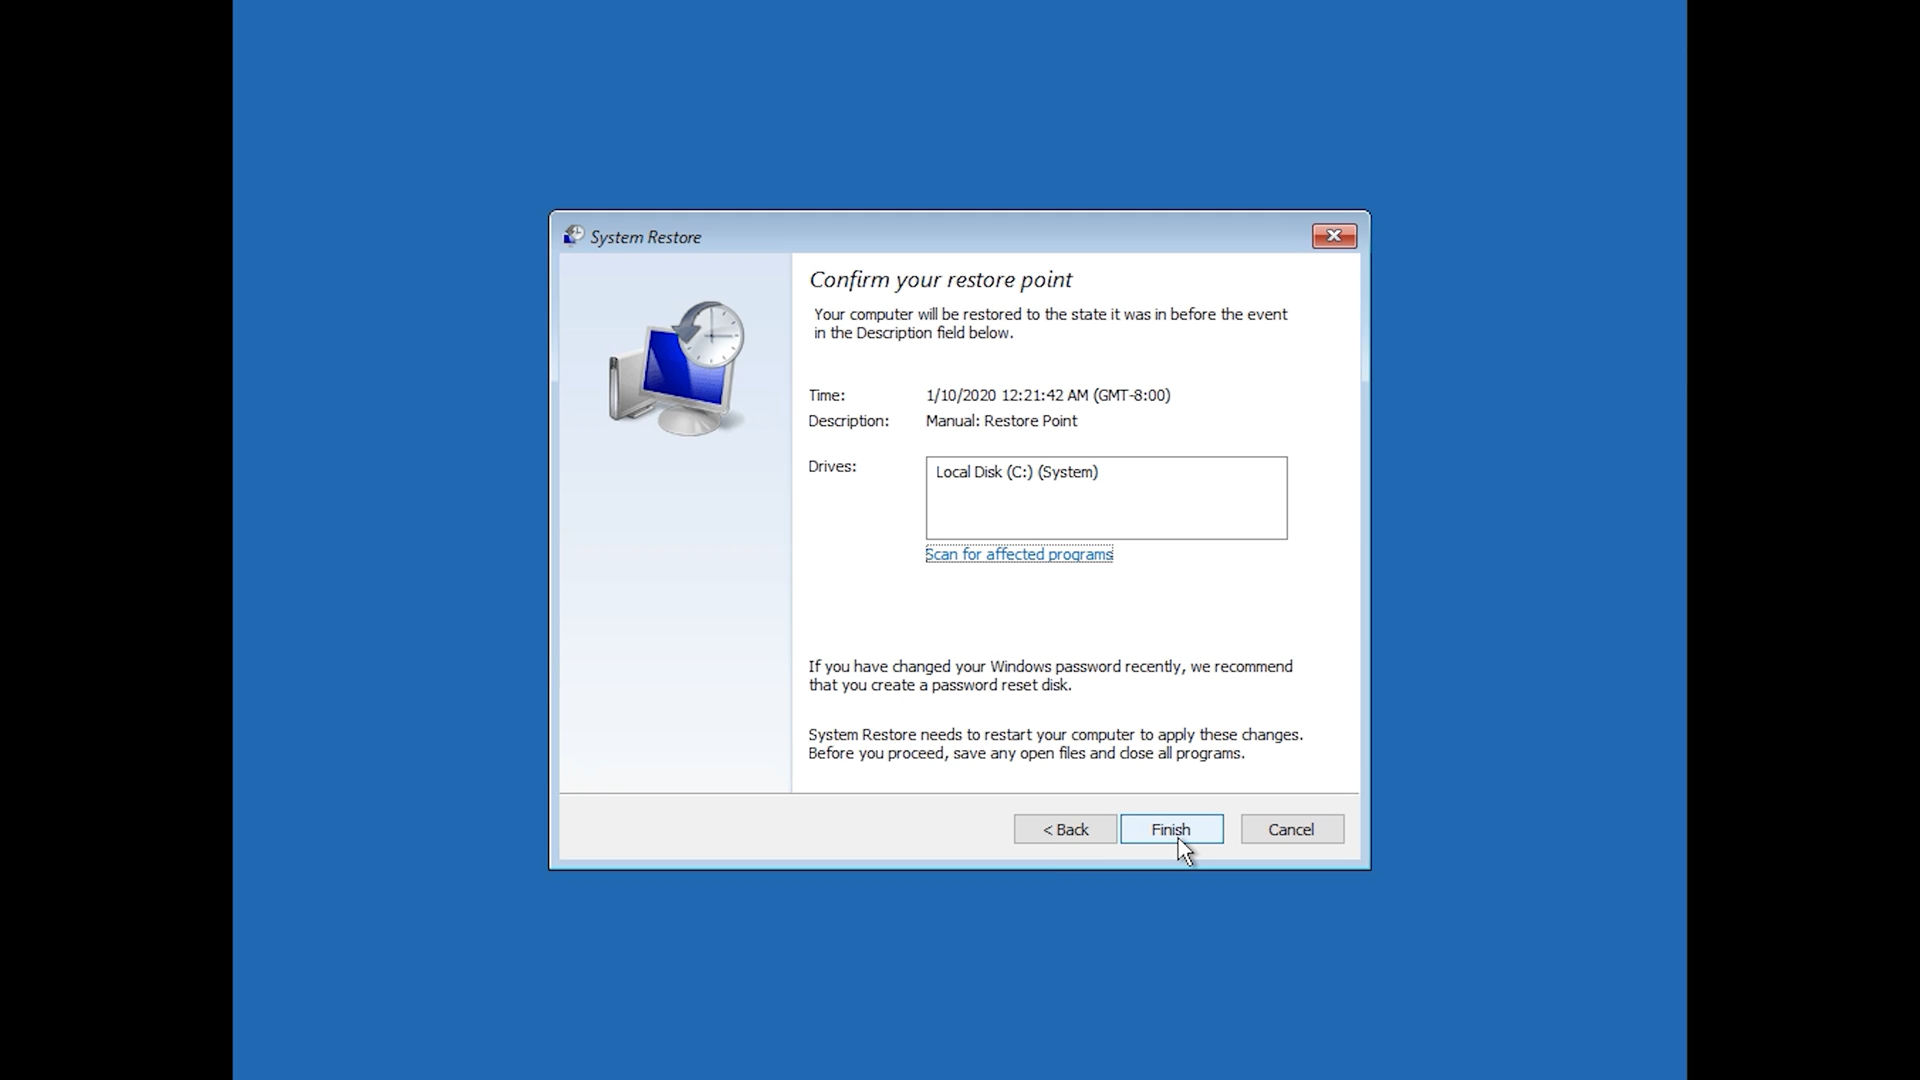 System Restore
Confirm your restore point
Your computer will be restored to the state it was in before the event
in the Description field below.
Time: 1/10/2020 12:21:42 AM (GMT-8:00)
Description: Manual: Restore Point
Drives: Local Disk (C:) (System)
Scan for affected programs
If you have changed your Windows password recently, we recommend
that you create a password reset disk.
System Restore needs to restart your computer to apply these changes.
Before you proceed, save any open files and close all programs.
< Back Finish Cancel